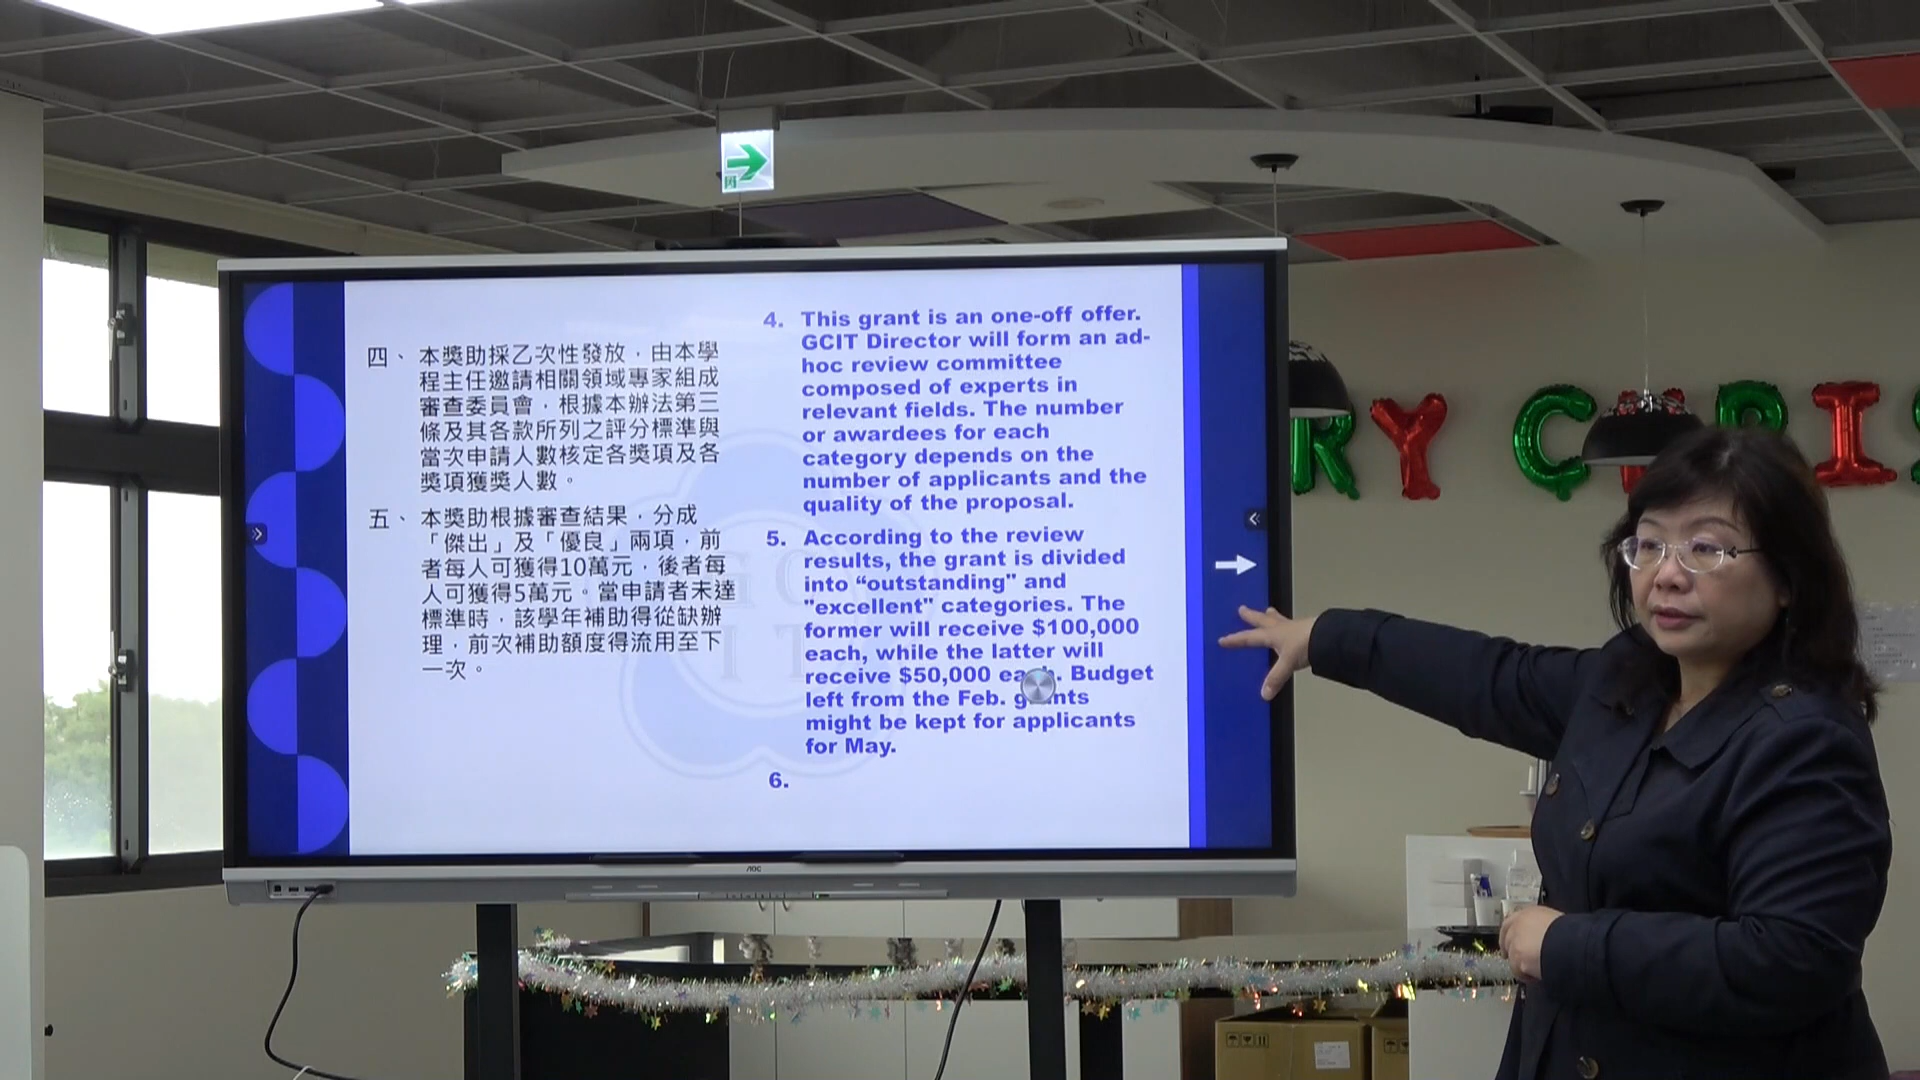 四、本獎助採乙次性發放，由本學
程主任邀請相關領域專家組成
審查委員會，根據本辦法第三
條及其各款所列之評分標準與
當次申請人數核定各獎項及各
獎項獲獎人數。
五、本獎助根據審查結果，分成
「傑出」及「優良」兩項，前
者每人可獲得10萬元，後者每
人可獲得5萬元。當申請者未達
標準時，該學年補助得從缺辦
理，前次補助額度得流用至下
一次。
4. This grant is an one-off offer.
GCIT Director will form an ad-
hoc review committee
composed of experts in
relevant fields. The number
or awardees for each
category depends on the
number of applicants and the
quality of the proposal.
5. According to the review
results, the grant is divided
into “outstanding" and
"excellent" categories. The
former will receive $100,000
each, while the latter will
receive $50,000 each. Budget
left from the Feb. grants
might be kept for applicants
for May.
6.
AOC
RY C RIS